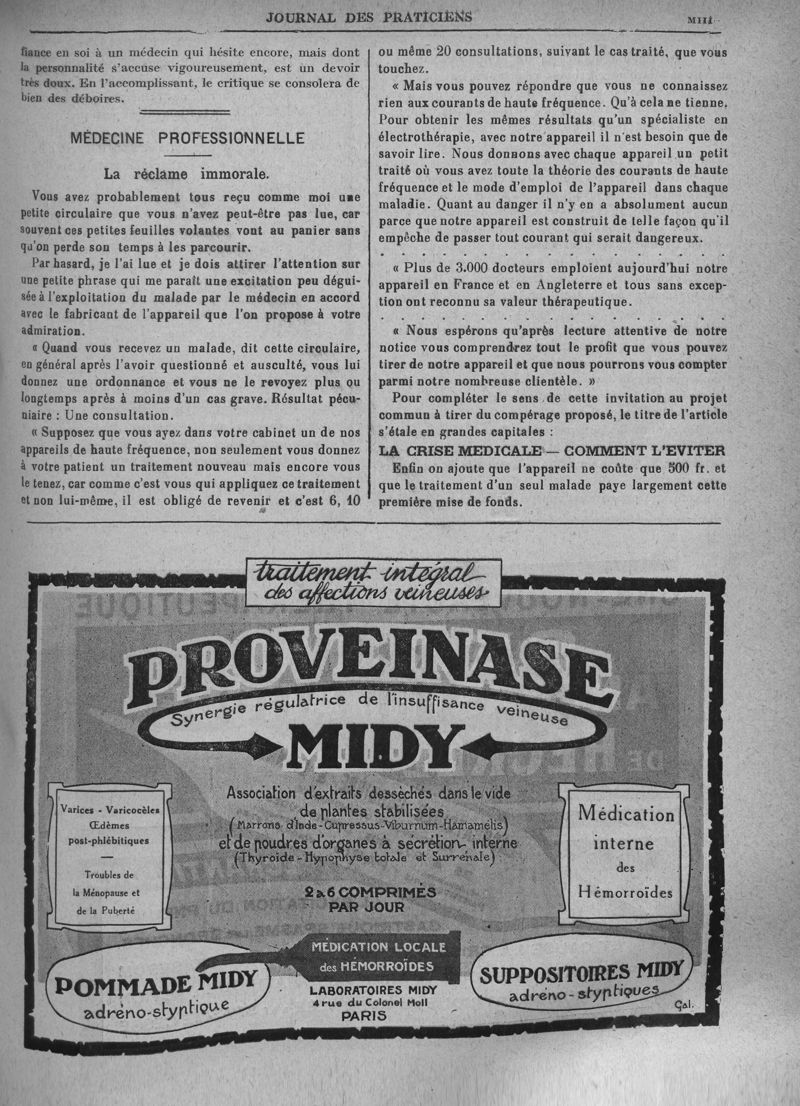 JOURNAL DES PRATICIENS
MIII
fiance en soi à un médecin qui hésite encore, mais dont
la personnalité s'accuse vigoureusement, est un devoir
très doux. En l'accomplissant, le critique se consolera de
bien des déboires.
MÉDECINE PROFESSIONNELLE
La réclame immorale.
Vous avez probablement tous reçu comme moi une
petite circulaire que vous n'avez peut-être pas lue, car
souvent ces petites feuilles volantes vont au panier sans
qu'on perde son temps à les parcourir.
Par hasard, je l'ai lue et je dois attirer l'attention sur
une petite phrase qui me paraît une excitation peu dégui-
sée à l'exploitation du malade par le médecin en accord
avec le fabricant de l'appareil que l'on propose à votre
admiration.
« Quand vous recevez un malade, dit cette circulaire,
en général après l'avoir questionné et ausculté, vous lui
donnez une ordonnance et vous ne le revoyez plus ou
longtemps après à moins d'un cas grave. Résultat pécu-
niaire : Une consultation.
« Supposez que vous ayez dans votre cabinet un de nos
appareils de haute fréquence, non seulement vous donnez
à votre patient un traitement nouveau mais encore vous
le tenez, car comme c'est vous qui appliquez ce traitement
et non lui-même, il est obligé de revenir et c'est 6, 10
ou même 20 consultations, suivant le cas traité, que vous
touchez.
« Mais vous pouvez répondre que vous ne connaissez
rien aux courants de haute fréquence. Qu'à cela ne tienne.
Pour obtenir les mêmes résultats qu'un spécialiste en
électrothérapie, avec notre appareil il n'est besoin que de
savoir lire. Nous donnons avec chaque appareil un petit
traité où vous avez toute la théorie des courants de haute
fréquence et le mode d'emploi de l'appareil dans chaque
maladie. Quant au danger il n'y en a absolument aucun
parce que notre appareil est construit de telle façon qu'il
empêche de passer tout courant qui serait dangereux.
. . . . . . . . . . . . . . . . . .
« Plus de 3.000 docteurs emploient aujourd'hui notre
appareil en France et en Angleterre et tous sans excep-
tion ont reconnu sa valeur thérapeutique.
. . . . . . . . . . . . . . . . . .
« Nous espérons qu'après lecture attentive de notre
notice vous comprendrez tout le profit que vous pouvez
tirer de notre appareil et que nous pourrons vous compter
parmi notre nombreuse clientèle. »
Pour compléter le sens de cette invitation au projet
commun à tirer du compérage proposé, le titre de l'article
s'étale en grandes capitales :
LA CRISE MEDICALE — COMMENT L'EVITER
Enfin on ajoute que l'appareil ne coûte que 500 fr. et
que le traitement d'un seul malade paye largement cette
première mise de fonds.
traitement intégral
des affections veineuses
PROVEINASE
Synergie régulatrice de l'insuffisance veineuse
MIDY
Association d'extraits desséchés dans le vide
de plantes stabilisées
(Marrons d'Inde-Cupressus-Viburnum-Hamamelis)
et de poudres d'organes à sécrétion interne
(Thyroïde - Hypophyse totale et Surrénale)
2 à 6 COMPRIMÉS
PAR JOUR
Varices - Varicocèles
Œdèmes
post-phlébitiques
Troubles de
la Ménopause et
de la Puberté
Médication
interne
des
Hémorroïdes
MÉDICATION LOCALE
des HÉMORROÏDES
POMMADE MIDY
adréno-styptique
LABORATOIRES MIDY
4 rue du Colonel Moll
PARIS
SUPPOSITOIRES MIDY
adréno-styptiques
Gal.